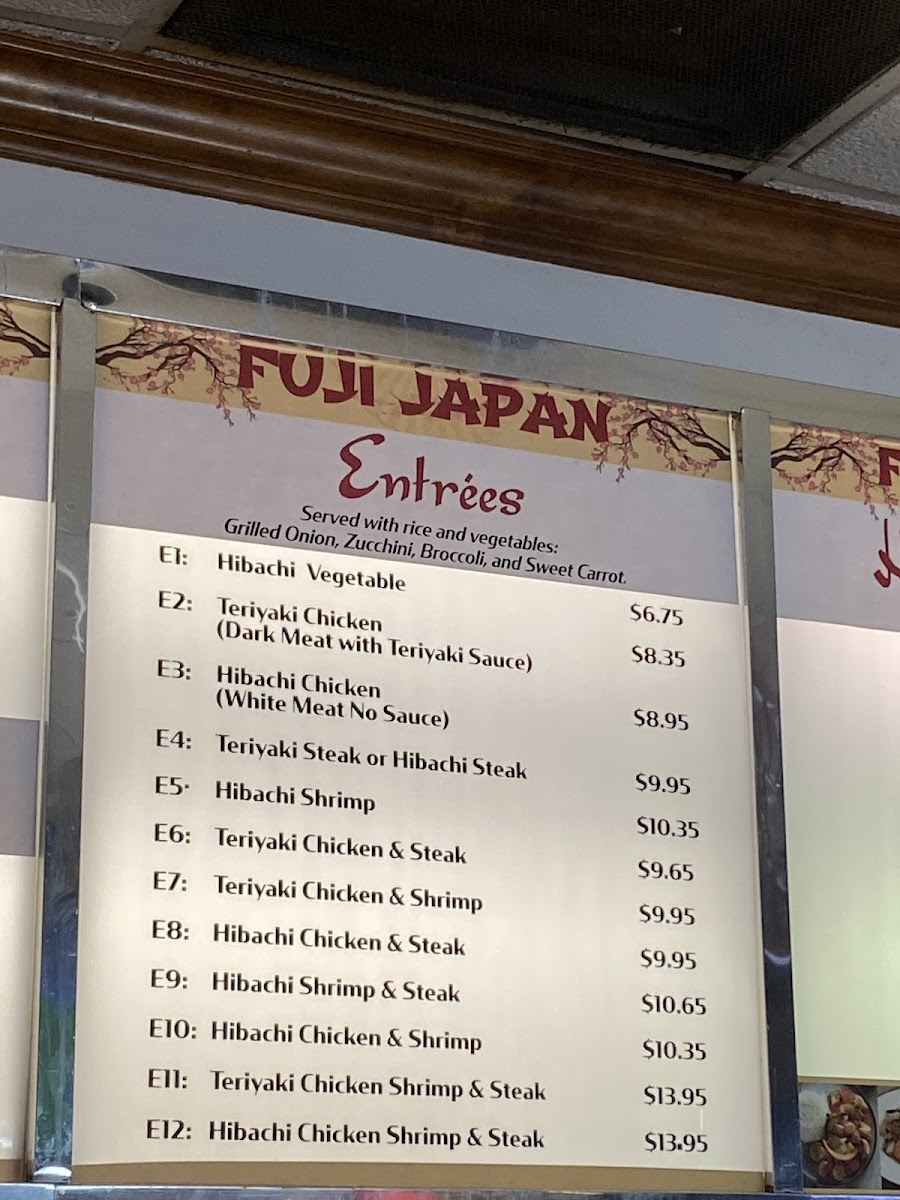 FUJI JAPAN
Entrées
Served with rice and vegetables:
Grilled Onion, Zucchini, Broccoli, and Sweet Carrot.
E1: Hibachi Vegetable $6.75
E2: Teriyaki Chicken
(Dark Meat with Teriyaki Sauce) $8.35
E3: Hibachi Chicken
(White Meat No Sauce) $8.95
E4: Teriyaki Steak or Hibachi Steak $9.95
E5· Hibachi Shrimp $10.35
E6: Teriyaki Chicken & Steak $9.65
E7: Teriyaki Chicken & Shrimp $9.95
E8: Hibachi Chicken & Steak $9.95
E9: Hibachi Shrimp & Steak $10.65
E10: Hibachi Chicken & Shrimp $10.35
E11: Teriyaki Chicken Shrimp & Steak $13.95
E12: Hibachi Chicken Shrimp & Steak $13.95